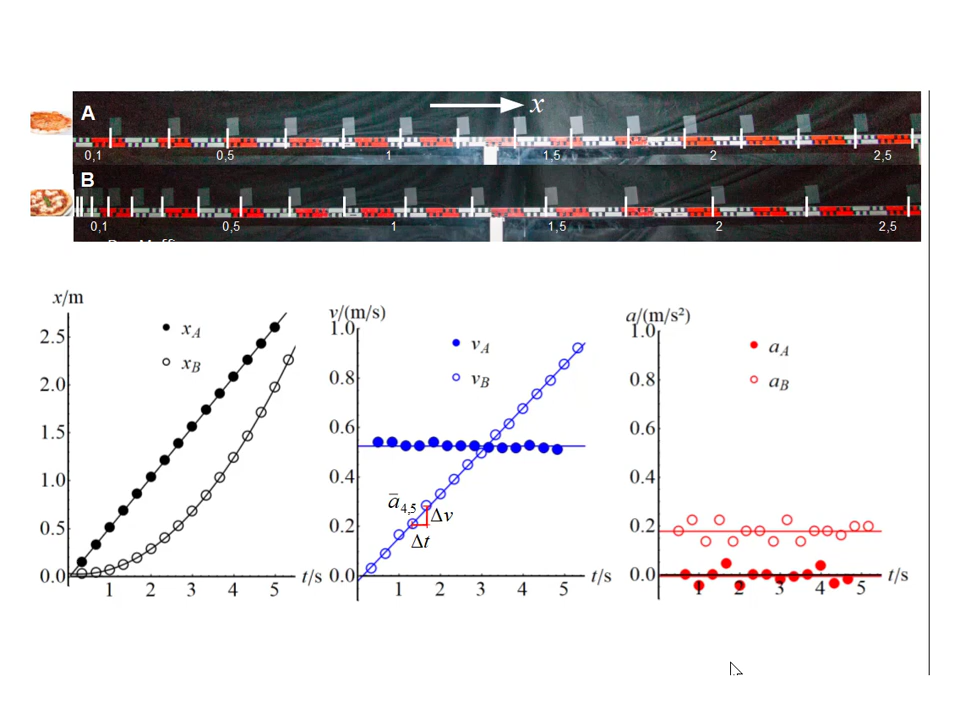 A
x
0,1 0,5 1 1,5 2 2,5
B
0,1 0,5 1 1,5 2 2,5
x/m
2.5
2.0
1.5
1.0
0.5
0.0
1 2 3 4 5 t/s
x_A
x_B
v/(m/s)
1.0
0.8
0.6
0.4
0.2
0.0
1 2 3 4 5 t/s
v_A
v_B
ā_4,5
Δv
Δt
a/(m/s²)
1.0
0.8
0.6
0.4
0.2
0.0
1 2 3 4 5 t/s
a_A
a_B